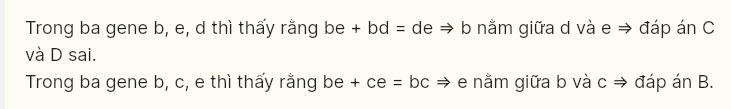 Trong ba gene b, e, d thì thấy rằng be + bd = de ⇒ b nằm giữa d và e ⇒ đáp án C
và D sai.
Trong ba gene b, c, e thì thấy rằng be + ce = bc ⇒ e nằm giữa b và c ⇒ đáp án B.